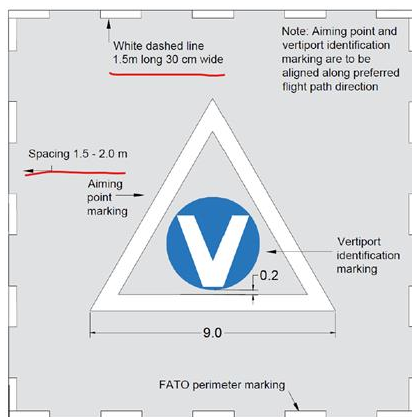 White dashed line
1.5m long 30 cm wide
Note: Aiming point and
vertiport identification
marking are to be
aligned along preferred
flight path direction
Spacing 1.5 - 2.0 m
Aiming
point
marking
V
Vertiport
identification
marking
0.2
9.0
FATO perimeter marking